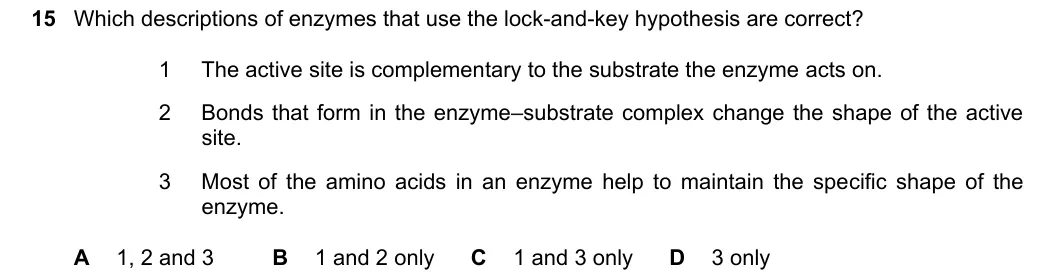 15 Which descriptions of enzymes that use the lock-and-key hypothesis are correct?
1 The active site is complementary to the substrate the enzyme acts on.
2 Bonds that form in the enzyme–substrate complex change the shape of the active
site.
3 Most of the amino acids in an enzyme help to maintain the specific shape of the
enzyme.
A 1, 2 and 3 B 1 and 2 only C 1 and 3 only D 3 only